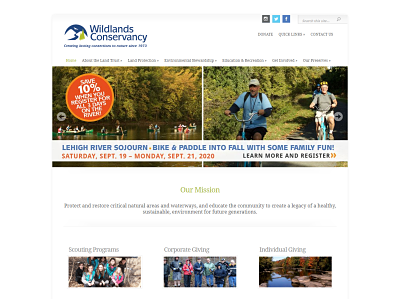 Search this site...
Wildlands
Conservancy
Creating lasting connections to nature since 1973
DONATE QUICK LINKS CONTACT US
Home About the Land Trust Land Protection Environmental Stewardship Education & Recreation Get Involved Our Preserves
SAVE
10%
WHEN YOU
REGISTER FOR
ALL 3 DAYS
ON THE
RIVER!
LEHIGH RIVER SOJOURN • BIKE & PADDLE INTO FALL WITH SOME FAMILY FUN!
SATURDAY, SEPT. 19 – MONDAY, SEPT. 21, 2020 LEARN MORE AND REGISTER
Our Mission
Protect and restore critical natural areas and waterways, and educate the community to create a legacy of a healthy,
sustainable, environment for future generations.
Scouting Programs Corporate Giving Individual Giving